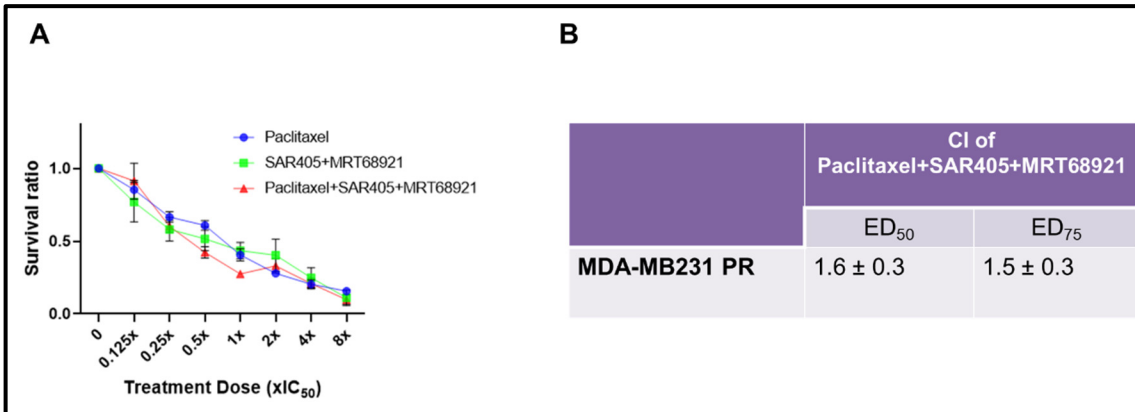 A
B
Paclitaxel
SAR405+MRT68921
Paclitaxel+SAR405+MRT68921
1.0
0.5
0.0
Survival ratio
0
0.125x
0.25x
0.5x
1x
2x
4x
8x
Treatment Dose (xIC50)
CI of
Paclitaxel+SAR405+MRT68921
ED50 ED75
MDA-MB231 PR 1.6 ± 0.3 1.5 ± 0.3